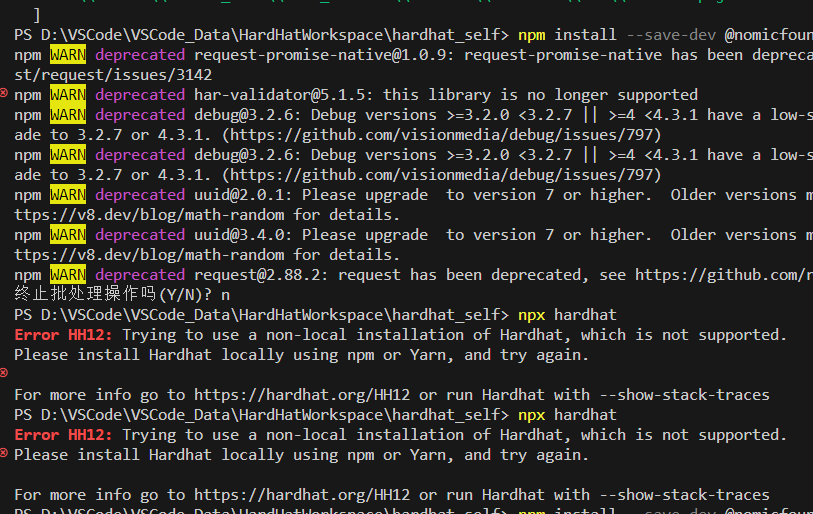 ]
PS D:\VSCode\VSCode_Data\HardHatWorkspace\hardhat_self> npm install --save-dev @nomicfoun
npm WARN deprecated request-promise-native@1.0.9: request-promise-native has been depreca
st/request/issues/3142
npm WARN deprecated har-validator@5.1.5: this library is no longer supported
npm WARN deprecated debug@3.2.6: Debug versions >=3.2.0 <3.2.7 || >=4 <4.3.1 have a low-s
ade to 3.2.7 or 4.3.1. (https://github.com/visionmedia/debug/issues/797)
npm WARN deprecated debug@3.2.6: Debug versions >=3.2.0 <3.2.7 || >=4 <4.3.1 have a low-s
ade to 3.2.7 or 4.3.1. (https://github.com/visionmedia/debug/issues/797)
npm WARN deprecated uuid@2.0.1: Please upgrade  to version 7 or higher.  Older versions m
ttps://v8.dev/blog/math-random for details.
npm WARN deprecated uuid@3.4.0: Please upgrade  to version 7 or higher.  Older versions m
ttps://v8.dev/blog/math-random for details.
npm WARN deprecated request@2.88.2: request has been deprecated, see https://github.com/r
终止批处理操作吗(Y/N)? n
PS D:\VSCode\VSCode_Data\HardHatWorkspace\hardhat_self> npx hardhat
Error HH12: Trying to use a non-local installation of Hardhat, which is not supported.
Please install Hardhat locally using npm or Yarn, and try again.
For more info go to https://hardhat.org/HH12 or run Hardhat with --show-stack-traces
PS D:\VSCode\VSCode_Data\HardHatWorkspace\hardhat_self> npx hardhat
Error HH12: Trying to use a non-local installation of Hardhat, which is not supported.
Please install Hardhat locally using npm or Yarn, and try again.
For more info go to https://hardhat.org/HH12 or run Hardhat with --show-stack-traces
PS D:\VSCode\VSCode_Data\HardHatWorkspace\hardhat_self> npm install --save-dev @nomicfoun